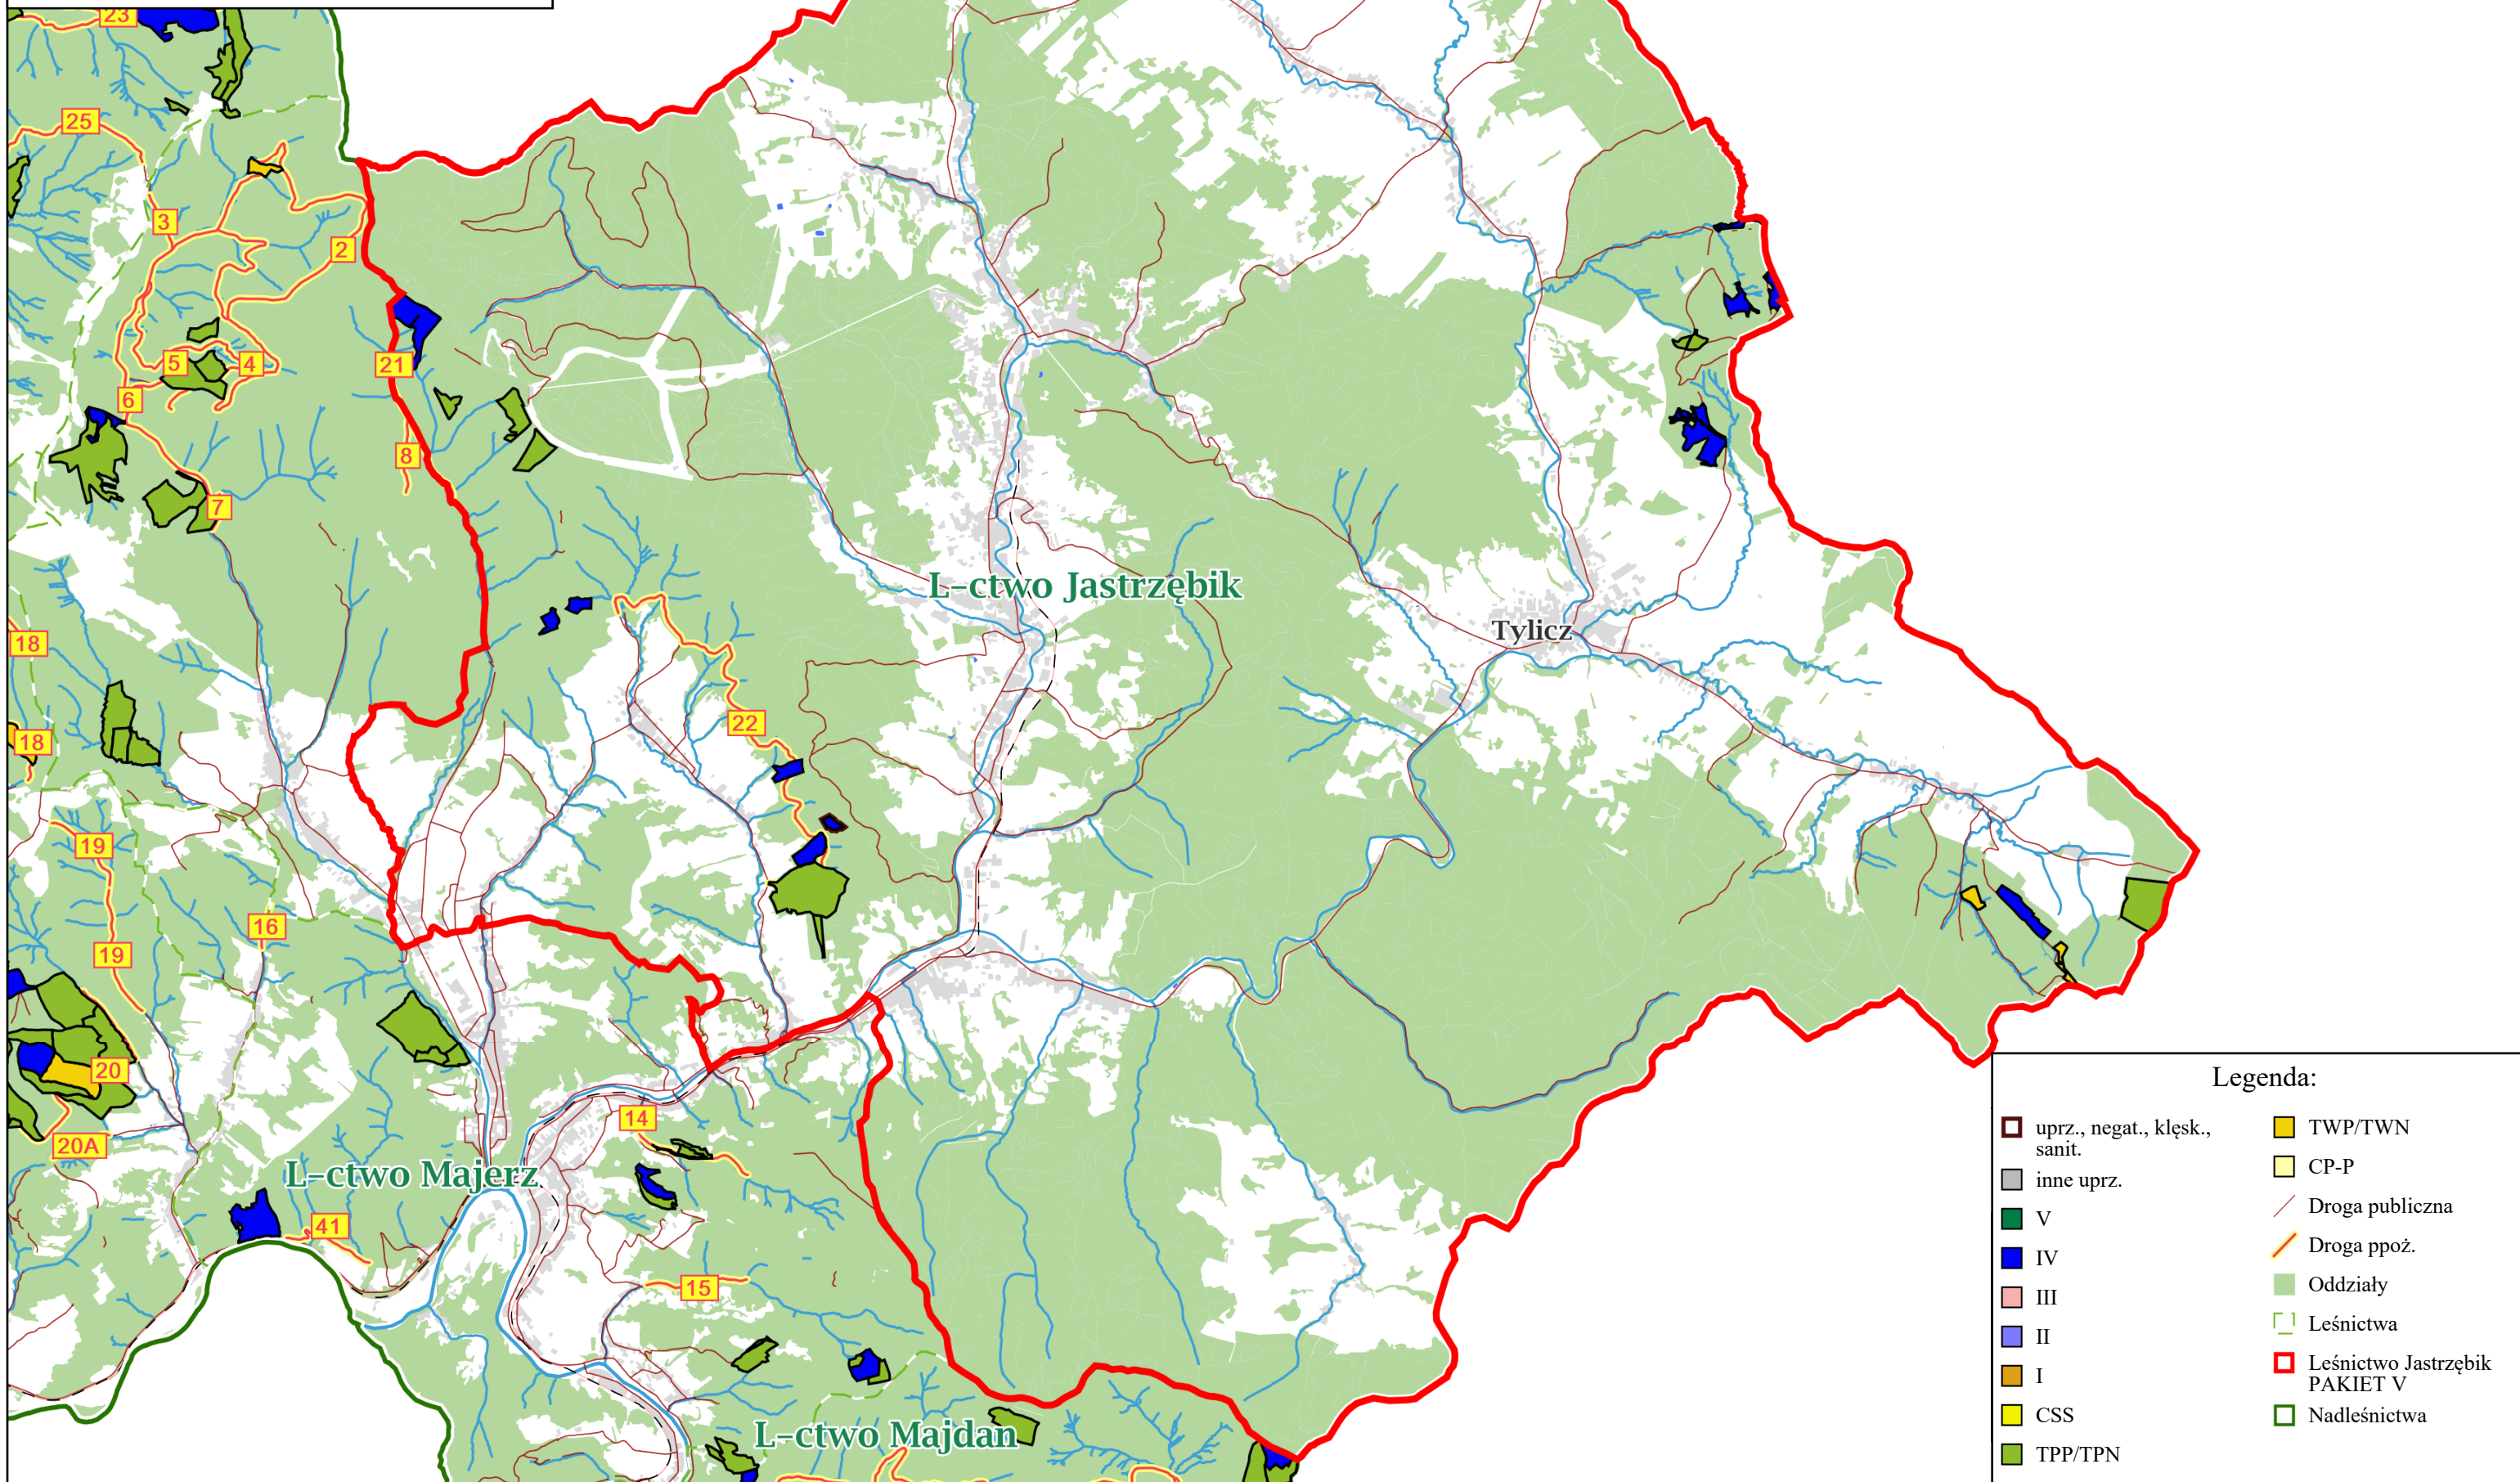 23
25
3
2
5
4
21
6
8
7
L-ctwo Jastrzębik
Tylicz
18
22
18
19
16
19
20
14
20A
L-ctwo Majerz
41
15
L-ctwo Majdan
Legenda:
uprz., negat., klęsk.,
sanit.
inne uprz.
V
IV
III
II
I
CSS
TPP/TPN
TWP/TWN
CP-P
Droga publiczna
Droga ppoż.
Oddziały
Leśnictwa
Leśnictwo Jastrzębik
PAKIET V
Nadleśnictwa